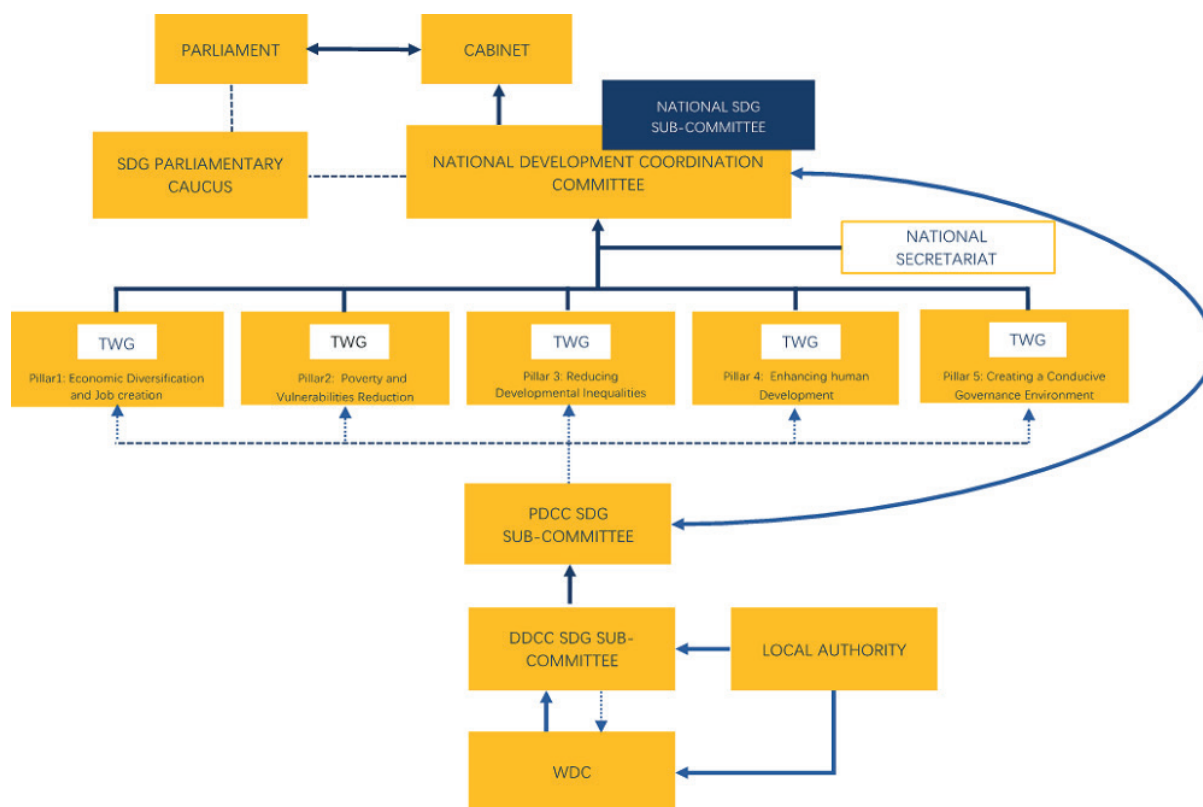 PARLIAMENT
CABINET
NATIONAL SDG
SUB-COMMITTEE
SDG PARLIAMENTARY
CAUCUS
NATIONAL DEVELOPMENT COORDINATION
COMMITTEE
NATIONAL
SECRETARIAT
TWG
Pillar1: Economic Diversification
and Job creation
TWG
Pillar2: Poverty and
Vulnerabilities Reduction
TWG
Pillar 3: Reducing
Developmental Inequalities
TWG
Pillar 4: Enhancing human
Development
TWG
Pillar 5: Creating a Conducive
Governance Environment
PDCC SDG
SUB-COMMITTEE
DDCC SDG SUB-
COMMITTEE
LOCAL AUTHORITY
WDC